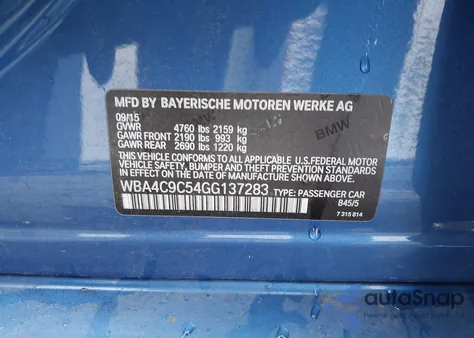 MFD BY BAYERISCHE MOTOREN WERKE AG
09/15
GVWR 4760 lbs 2159 kg
GAWR FRONT 2190 lbs 993 kg
GAWR REAR 2690 lbs 1220 kg
THIS VEHICLE CONFORMS TO ALL APPLICABLE U.S.FEDERAL MOTOR
VEHICLE SAFETY, BUMPER, AND THEFT PREVENTION STANDARDS
IN EFFECT ON THE DATE OF MANUFACTURE SHOWN ABOVE.
WBA4C9C54GG137283 TYPE: PASSENGER CAR
B45/5
7 315 814
BMW
BMW
autoSnap